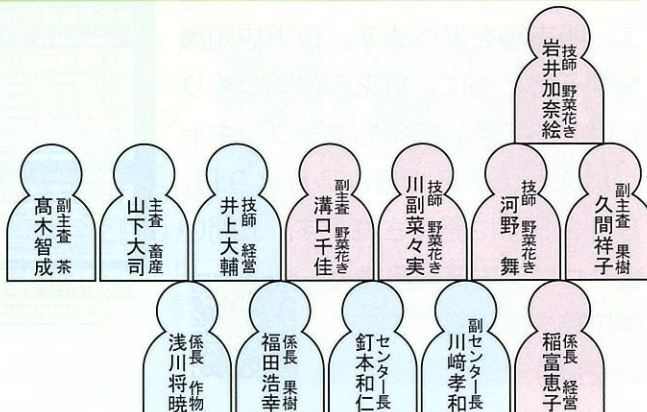 技師　野菜花き
岩井加奈絵
副主査　茶
髙木智成
主査　畜産
山下大司
技師　経営
井上大輔
副主査　野菜花き
溝口千佳
技師　野菜花き
川副菜々実
技師　野菜花き
河野　舞
副主査　果樹
久間祥子
係長　作物
浅川将暁
係長　果樹
福田浩幸
センター長
釘本和仁
副センター長
川﨑孝和
係長　経営
稲富恵子